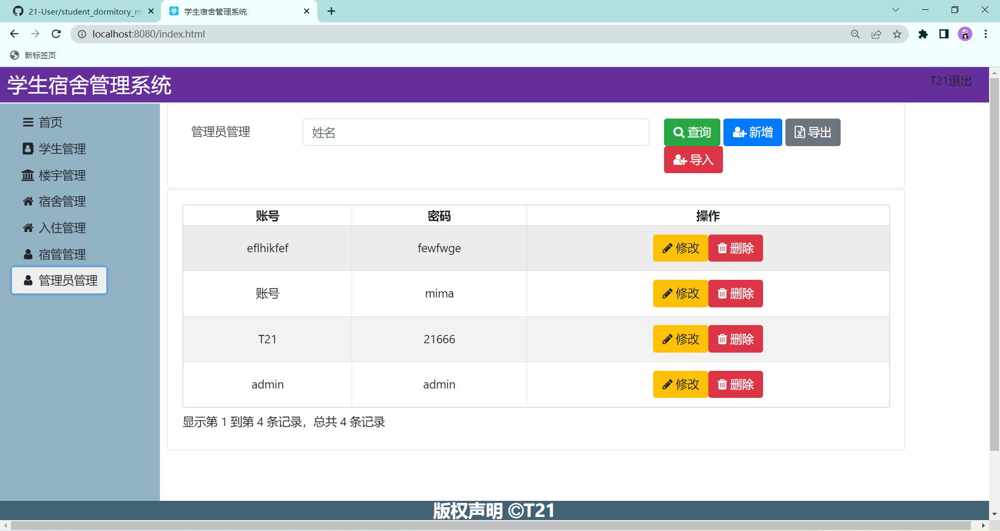 21-User/student_dormitory_m
学生宿舍管理系统
localhost:8080/index.html
新标签页
学生宿舍管理系统
T21退出
首页
学生管理
楼宇管理
宿舍管理
入住管理
宿管管理
管理员管理
管理员管理
姓名
查询
新增
导出
导入
账号 密码 操作
eflhikfef fewfwge 修改 删除
账号 mima 修改 删除
T21 21666 修改 删除
admin admin 修改 删除
显示第 1 到第 4 条记录，总共 4 条记录
版权声明 ©T21